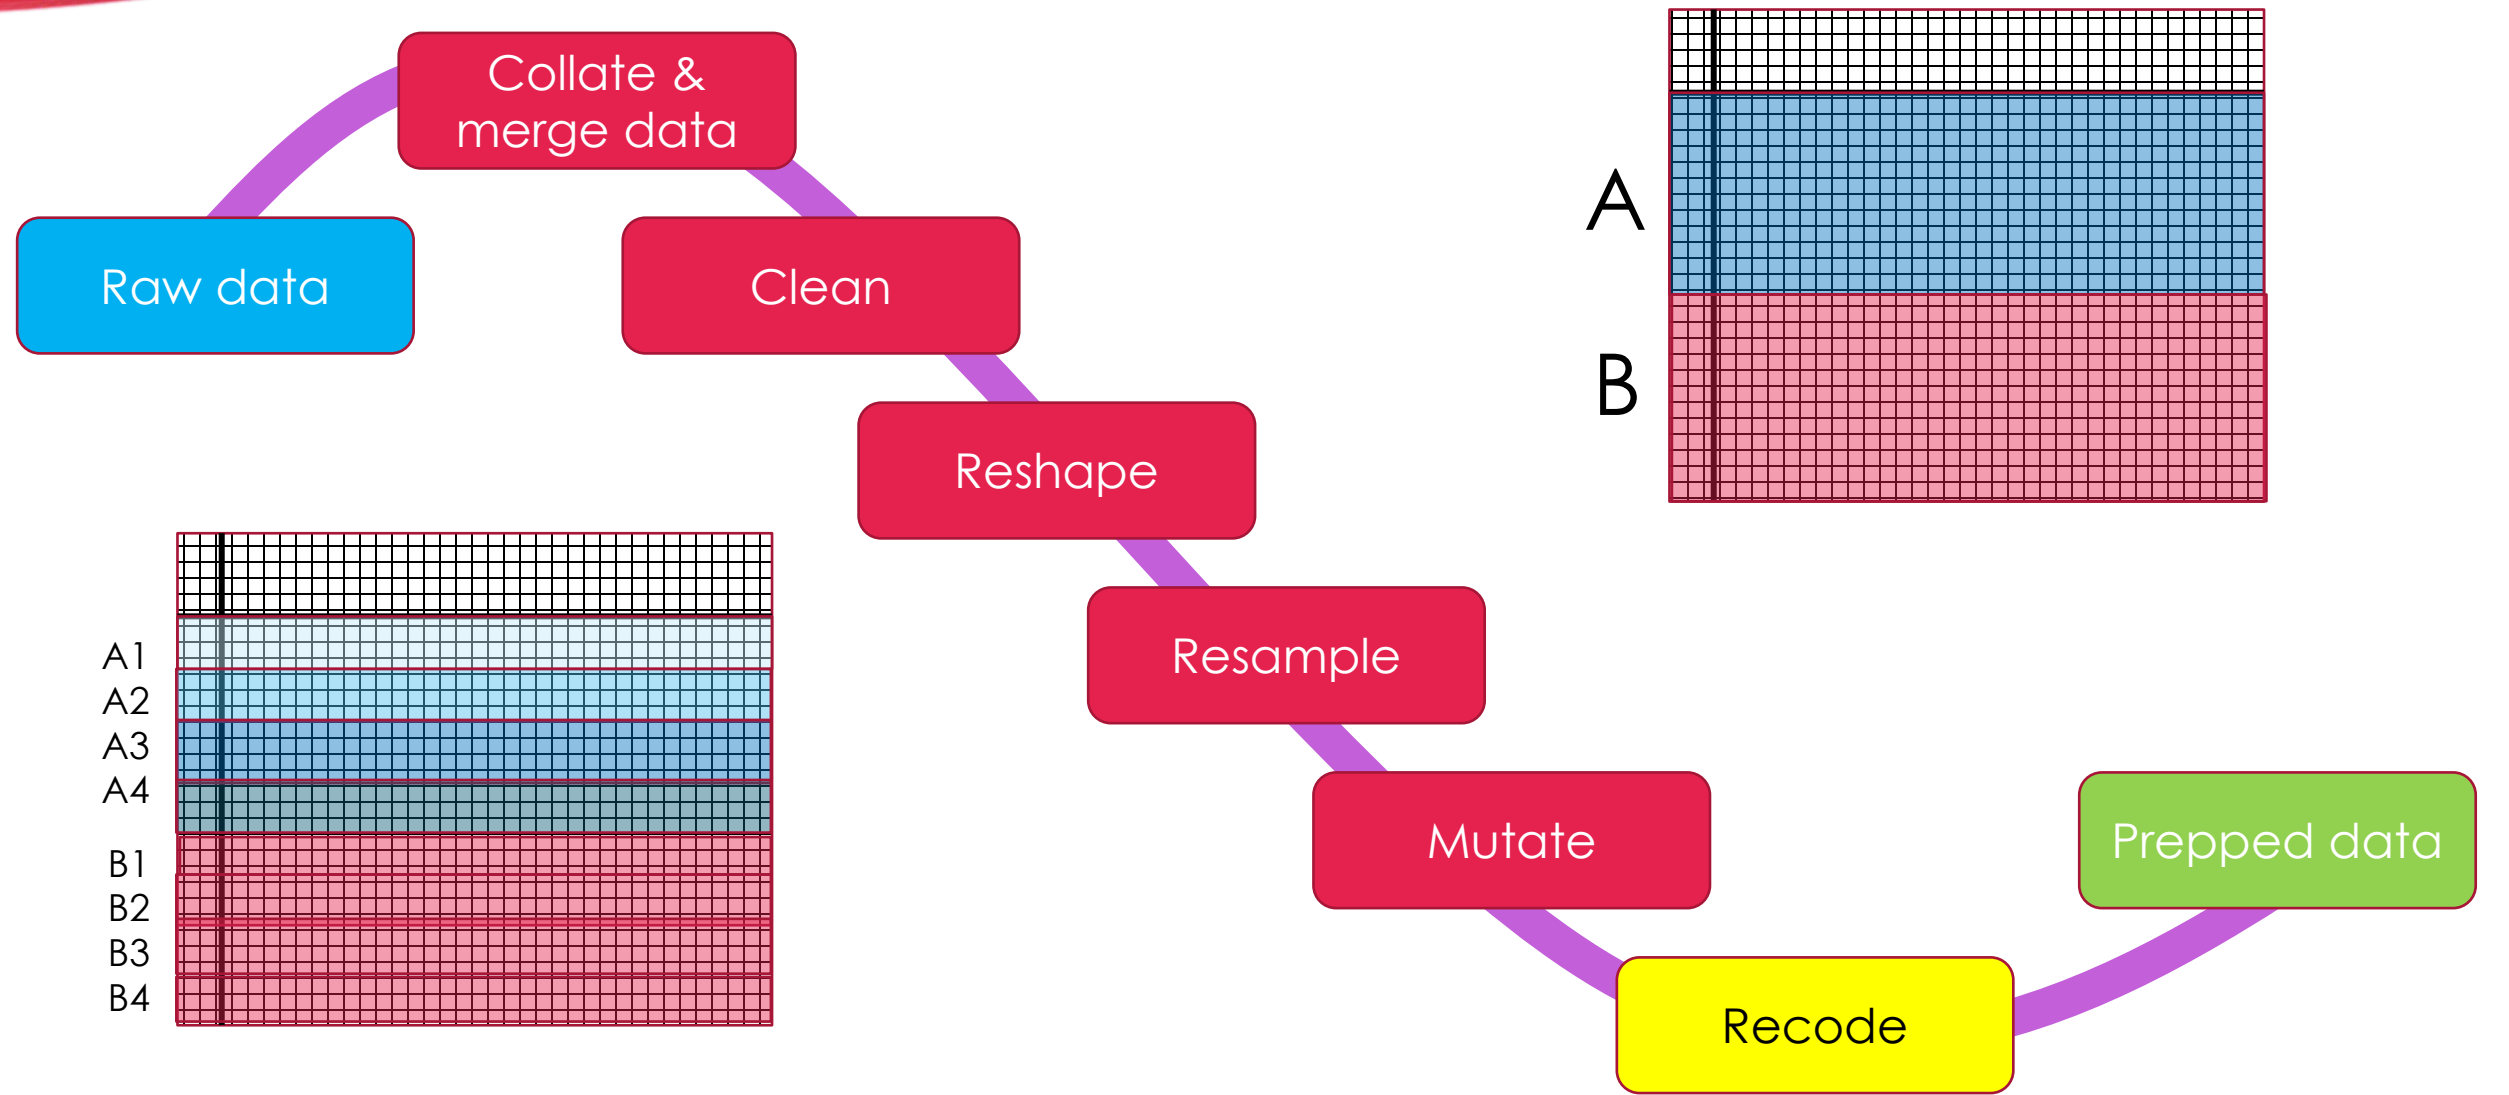 Collate &
merge data
Raw data
Clean
Reshape
Resample
Mutate
Recode
Prepped data
A
B
A1
A2
A3
A4
B1
B2
B3
B4